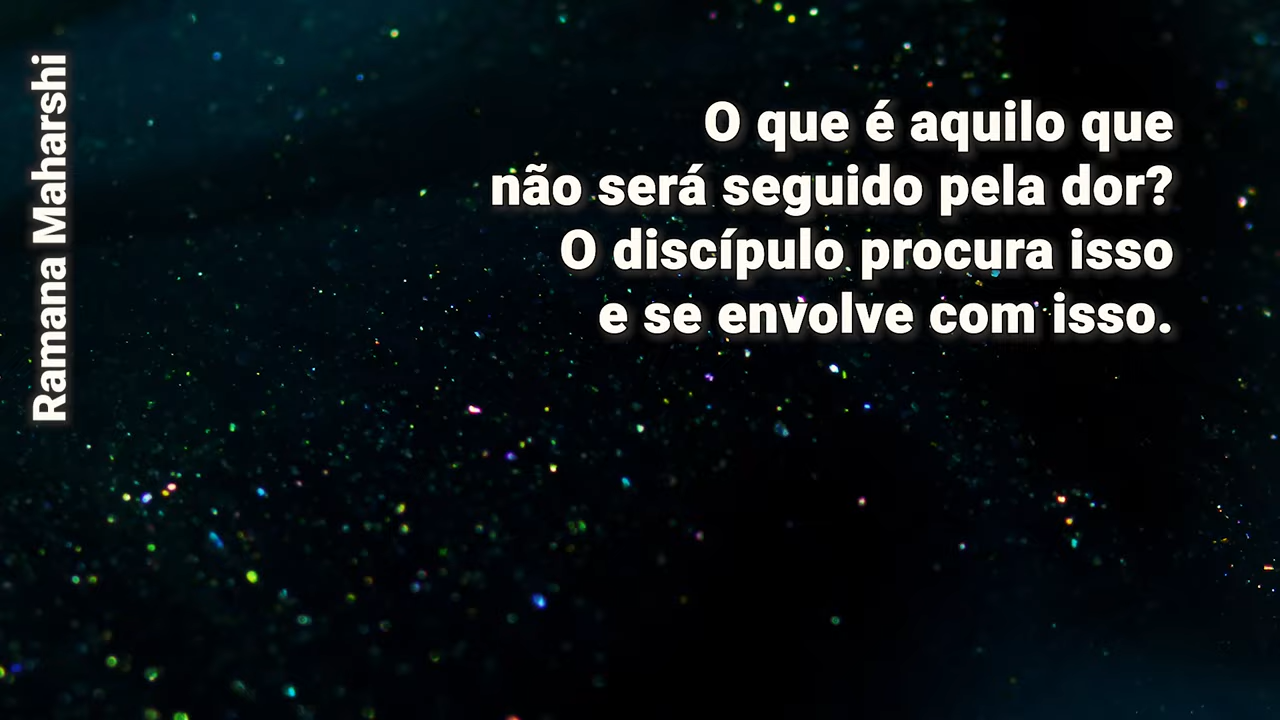 Ramana Maharshi
O que é aquilo que
não será seguido pela dor?
O discípulo procura isso
e se envolve com isso.